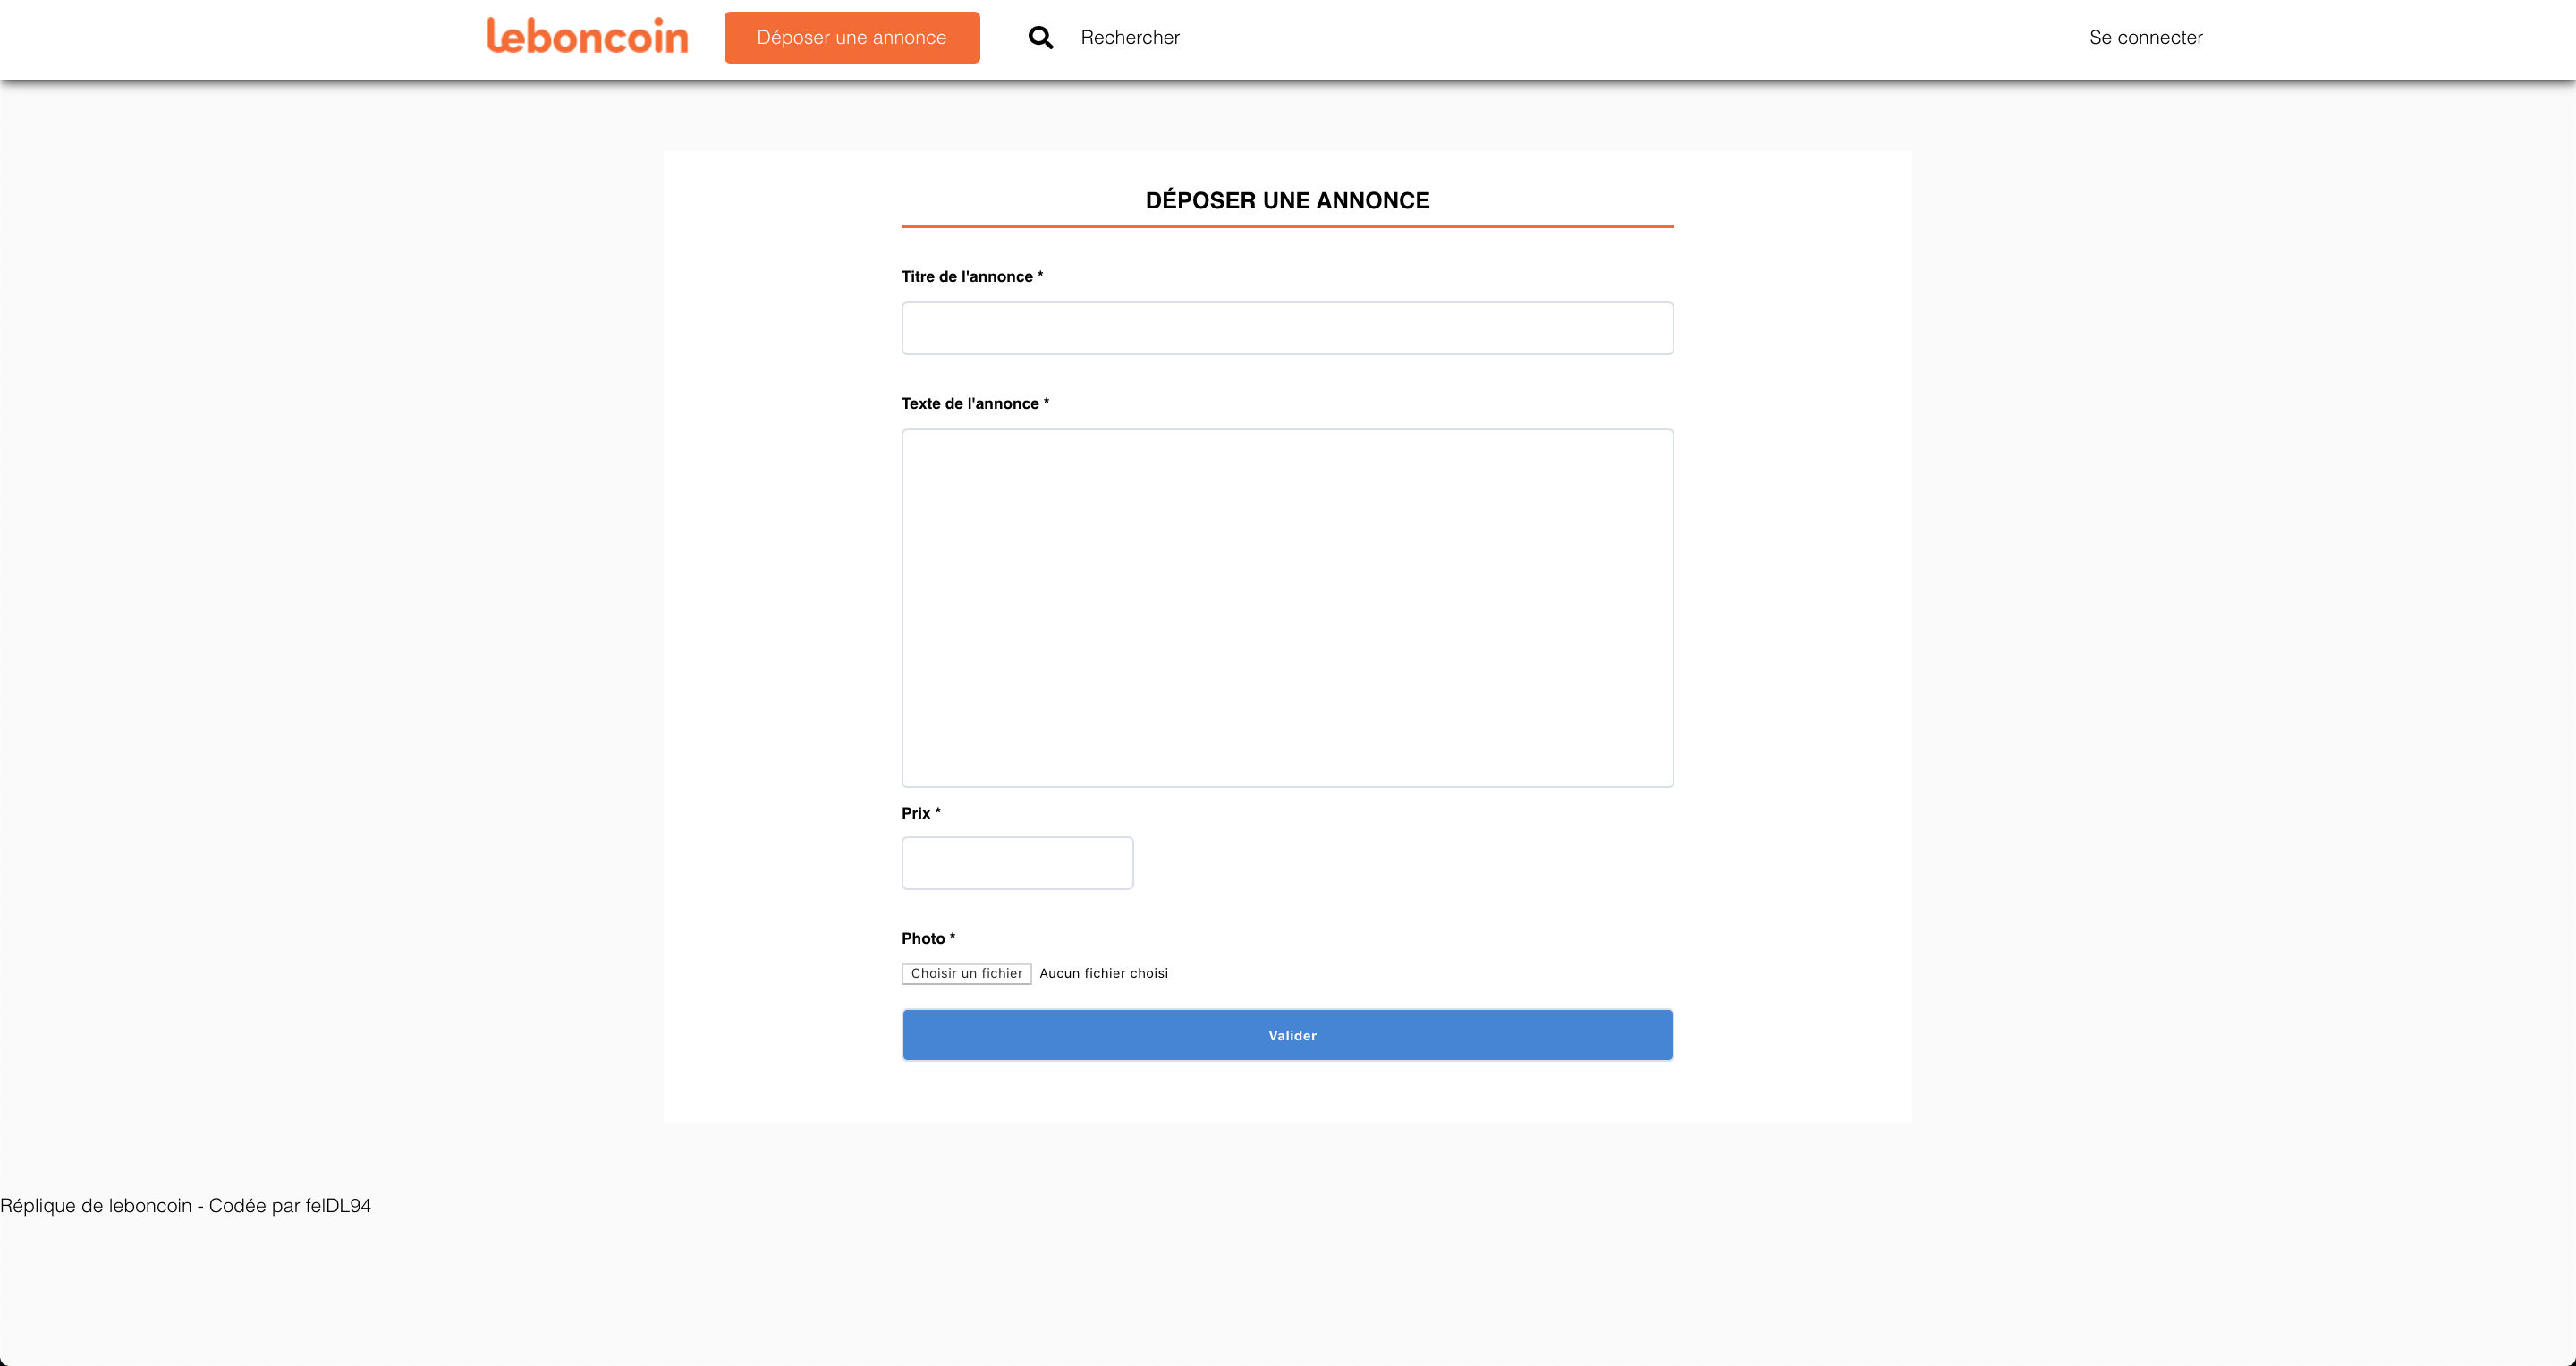 leboncoin
Déposer une annonce
Rechercher
Se connecter
DÉPOSER UNE ANNONCE
Titre de l'annonce *
Texte de l'annonce *
Prix *
Photo *
Choisir un fichier Aucun fichier choisi
Valider
Réplique de leboncoin - Codée par felDL94